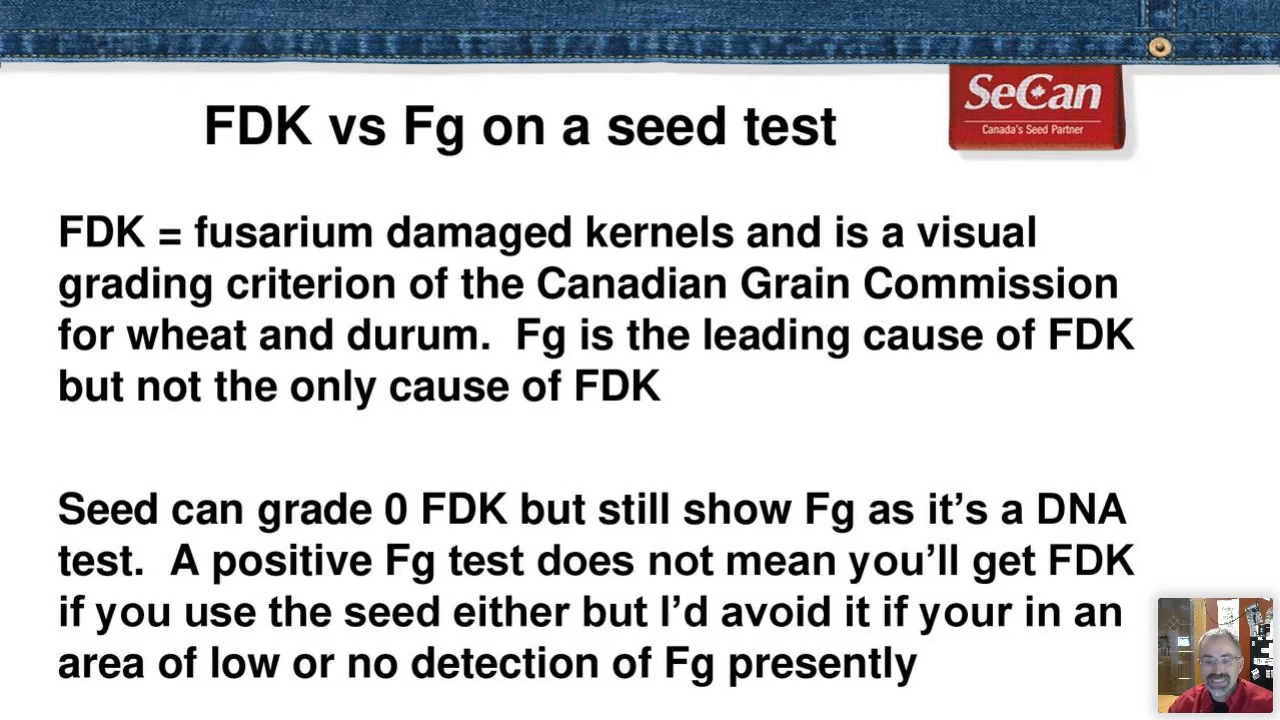 SeCan
Canada's Seed Partner
FDK vs Fg on a seed test
FDK = fusarium damaged kernels and is a visual
grading criterion of the Canadian Grain Commission
for wheat and durum.  Fg is the leading cause of FDK
but not the only cause of FDK
Seed can grade 0 FDK but still show Fg as it’s a DNA
test.  A positive Fg test does not mean you’ll get FDK
if you use the seed either but I’d avoid it if your in an
area of low or no detection of Fg presently